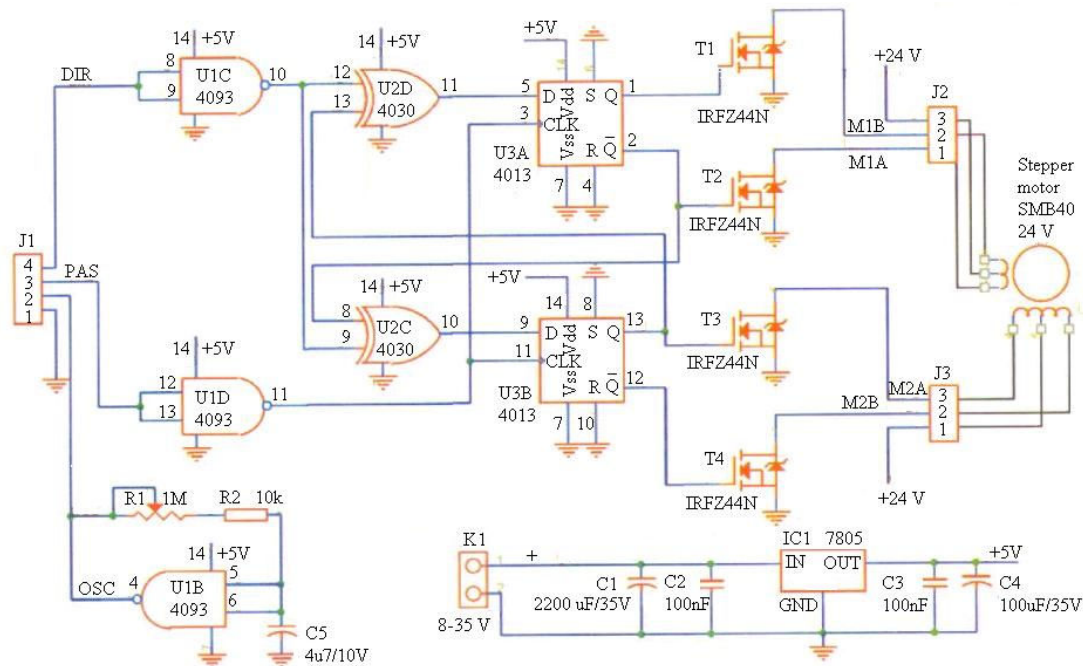 14 +5V
8
DIR
9
U1C
4093
10
14 +5V
12
13
U2D
4030
11
+5V
14
6
5 D Vdd S Q 1
3 CLK
U3A
4013
Vss R Q̅ 2
7 4
T1
IRFZ44N
T2
IRFZ44N
+24 V
M1B
M1A
J2
3
2
1
Stepper
motor
SMB40
24 V
J1
4
3
2
1
PAS
14 +5V
8
9
U2C
4030
10
+5V
14 8
9 D Vdd S Q 13
11 CLK
U3B
4013
Vss R Q̅ 12
7 10
T3
IRFZ44N
T4
IRFZ44N
M2A
M2B
J3
3
2
1
+24 V
14 +5V
12
13
U1D
4093
11
R1 1M R2 10k
14 +5V
OSC 4
U1B
4093
5
6
7
C5
4u7/10V
K1
+
8-35 V
C1
2200 uF/35V
C2
100nF
IC1 7805
IN OUT
GND
C3
100nF
+5V
C4
100uF/35V